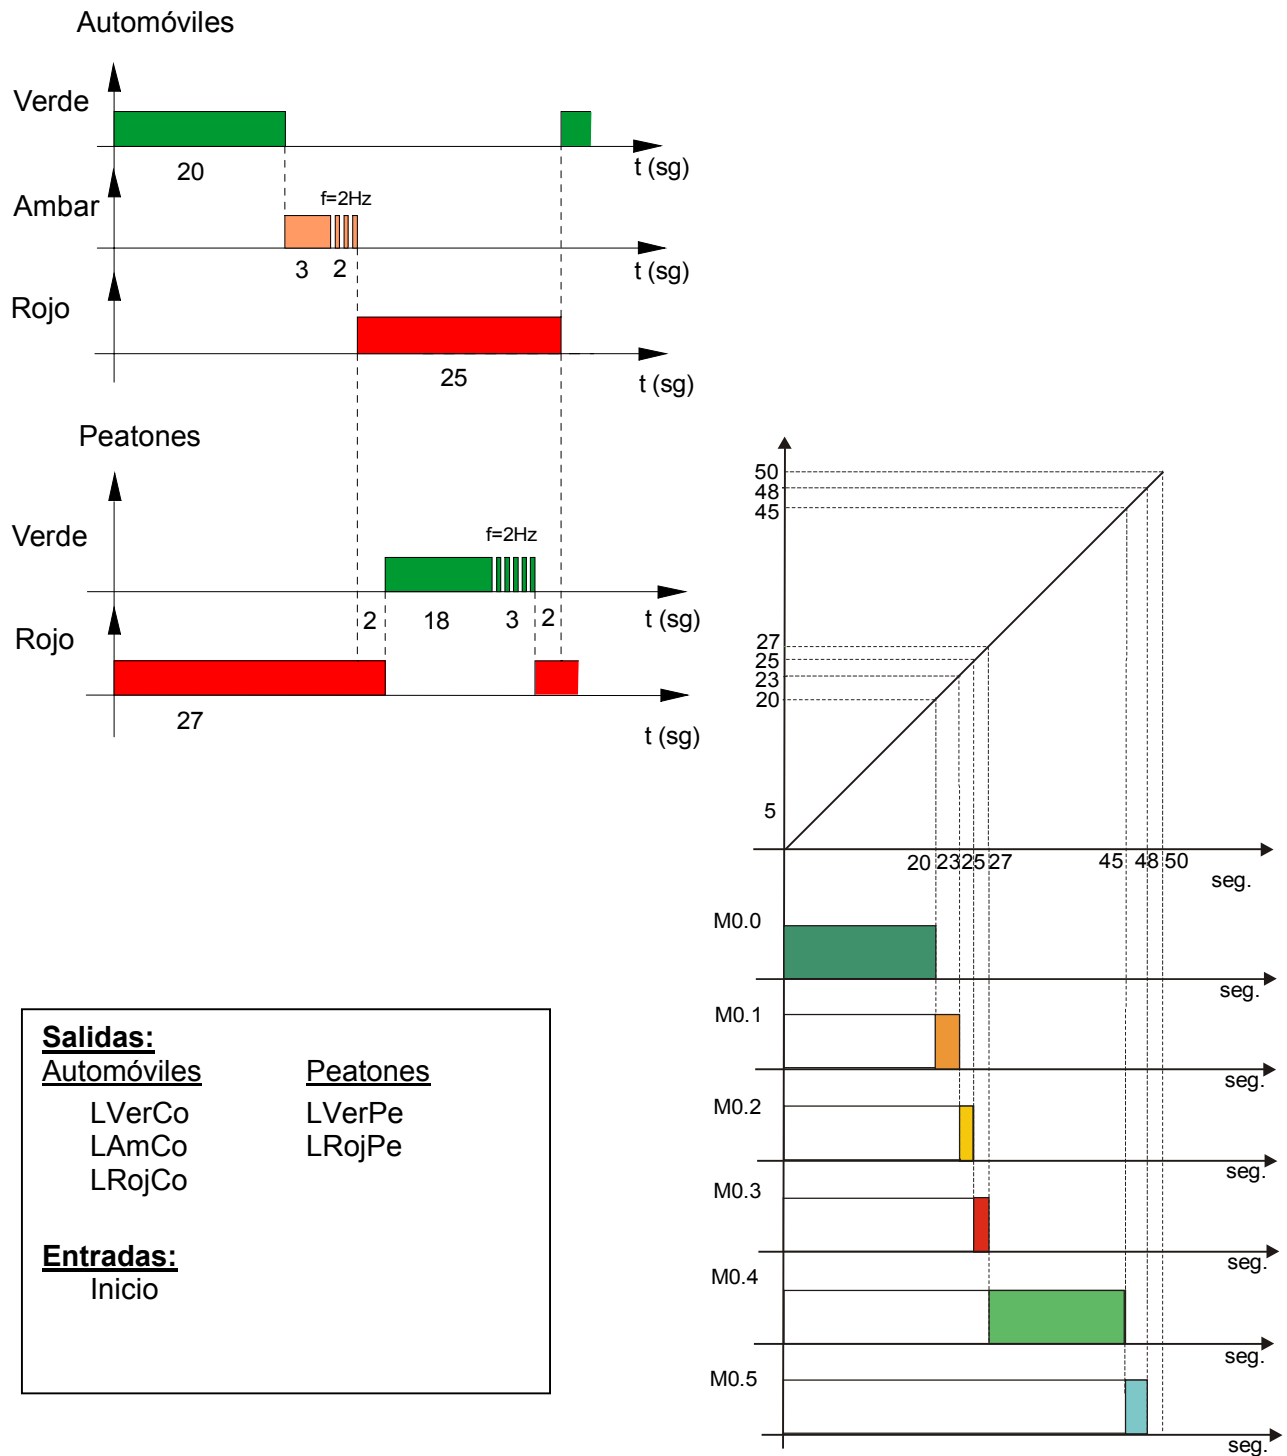 Automóviles
Verde
20
t (sg)
Ambar
f=2Hz
3
2
t (sg)
Rojo
25
t (sg)
Peatones
Verde
f=2Hz
2
18
3
2
t (sg)
Rojo
27
t (sg)
50
48
45
27
25
23
20
5
20 23 25 27 45 48 50
seg.
M0.0
seg.
M0.1
seg.
M0.2
seg.
M0.3
seg.
M0.4
seg.
M0.5
seg.
Salidas:
Automóviles Peatones
LVerCo LVerPe
LAmCo LRojPe
LRojCo
Entradas:
Inicio